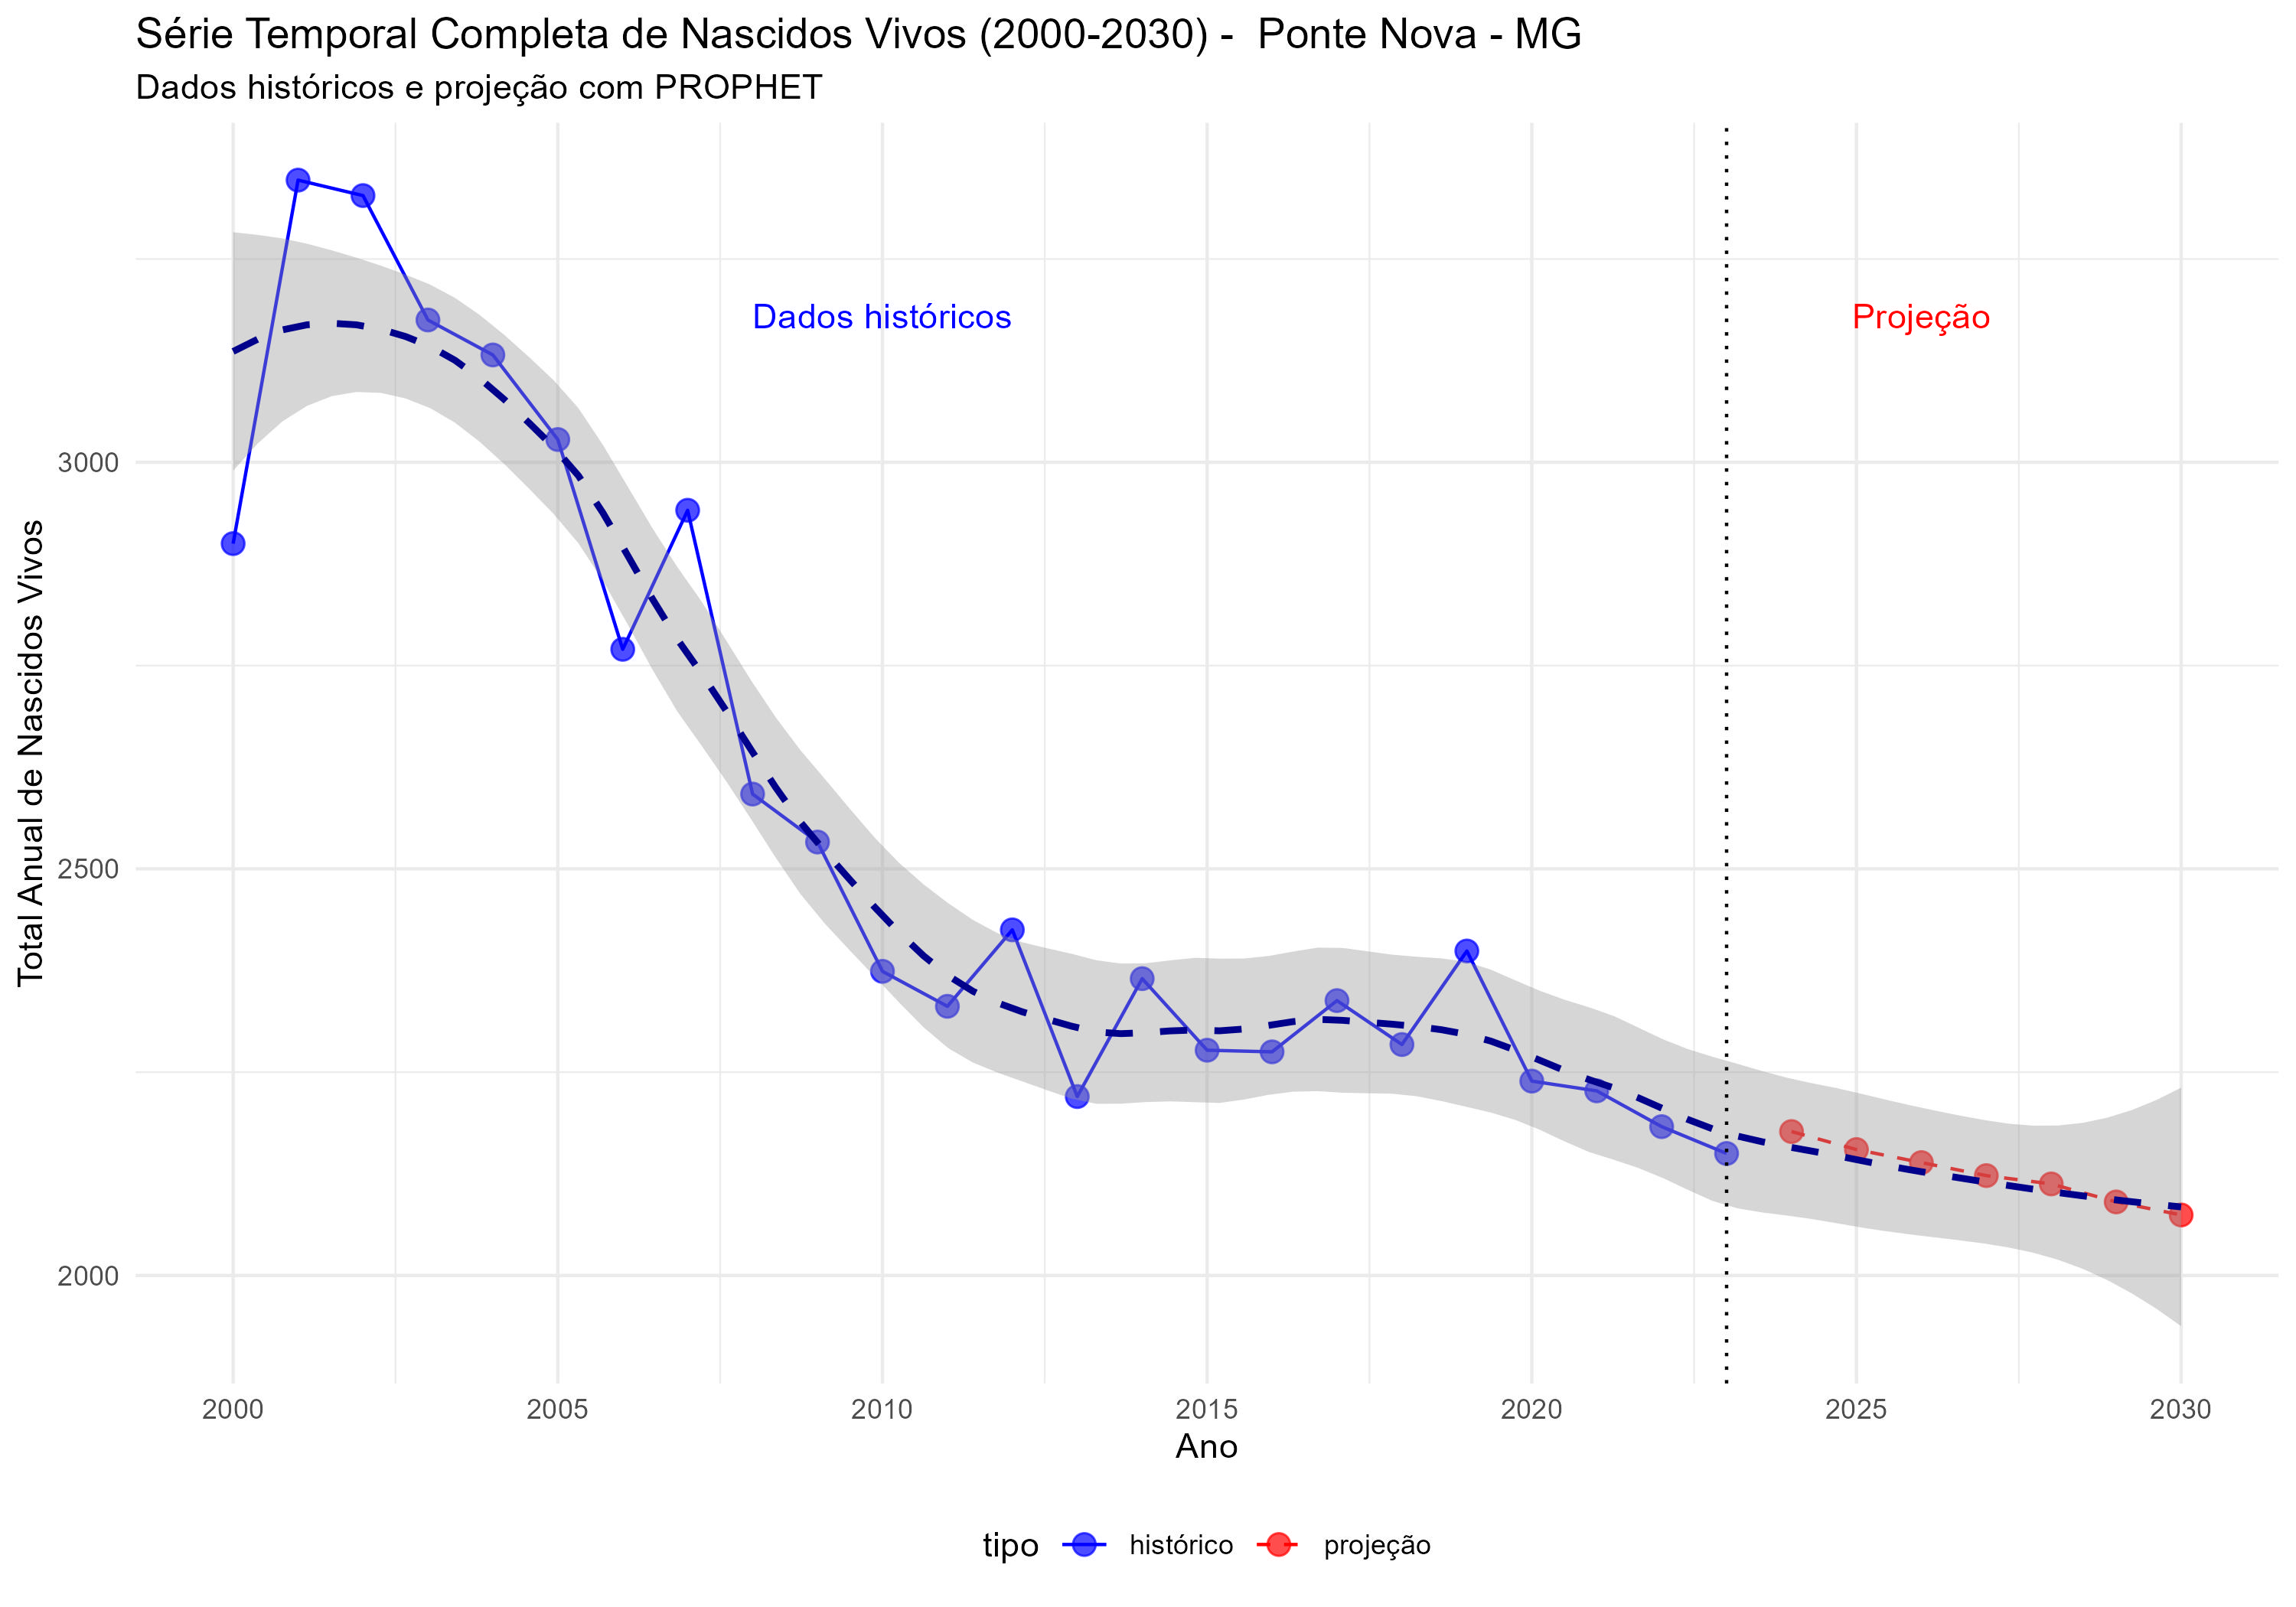 Série Temporal Completa de Nascidos Vivos (2000-2030) -  Ponte Nova - MG
Dados históricos e projeção com PROPHET
Total Anual de Nascidos Vivos
3000
2500
2000
Dados históricos
Projeção
2000 2005 2010 2015 2020 2025 2030
Ano
tipo histórico projeção